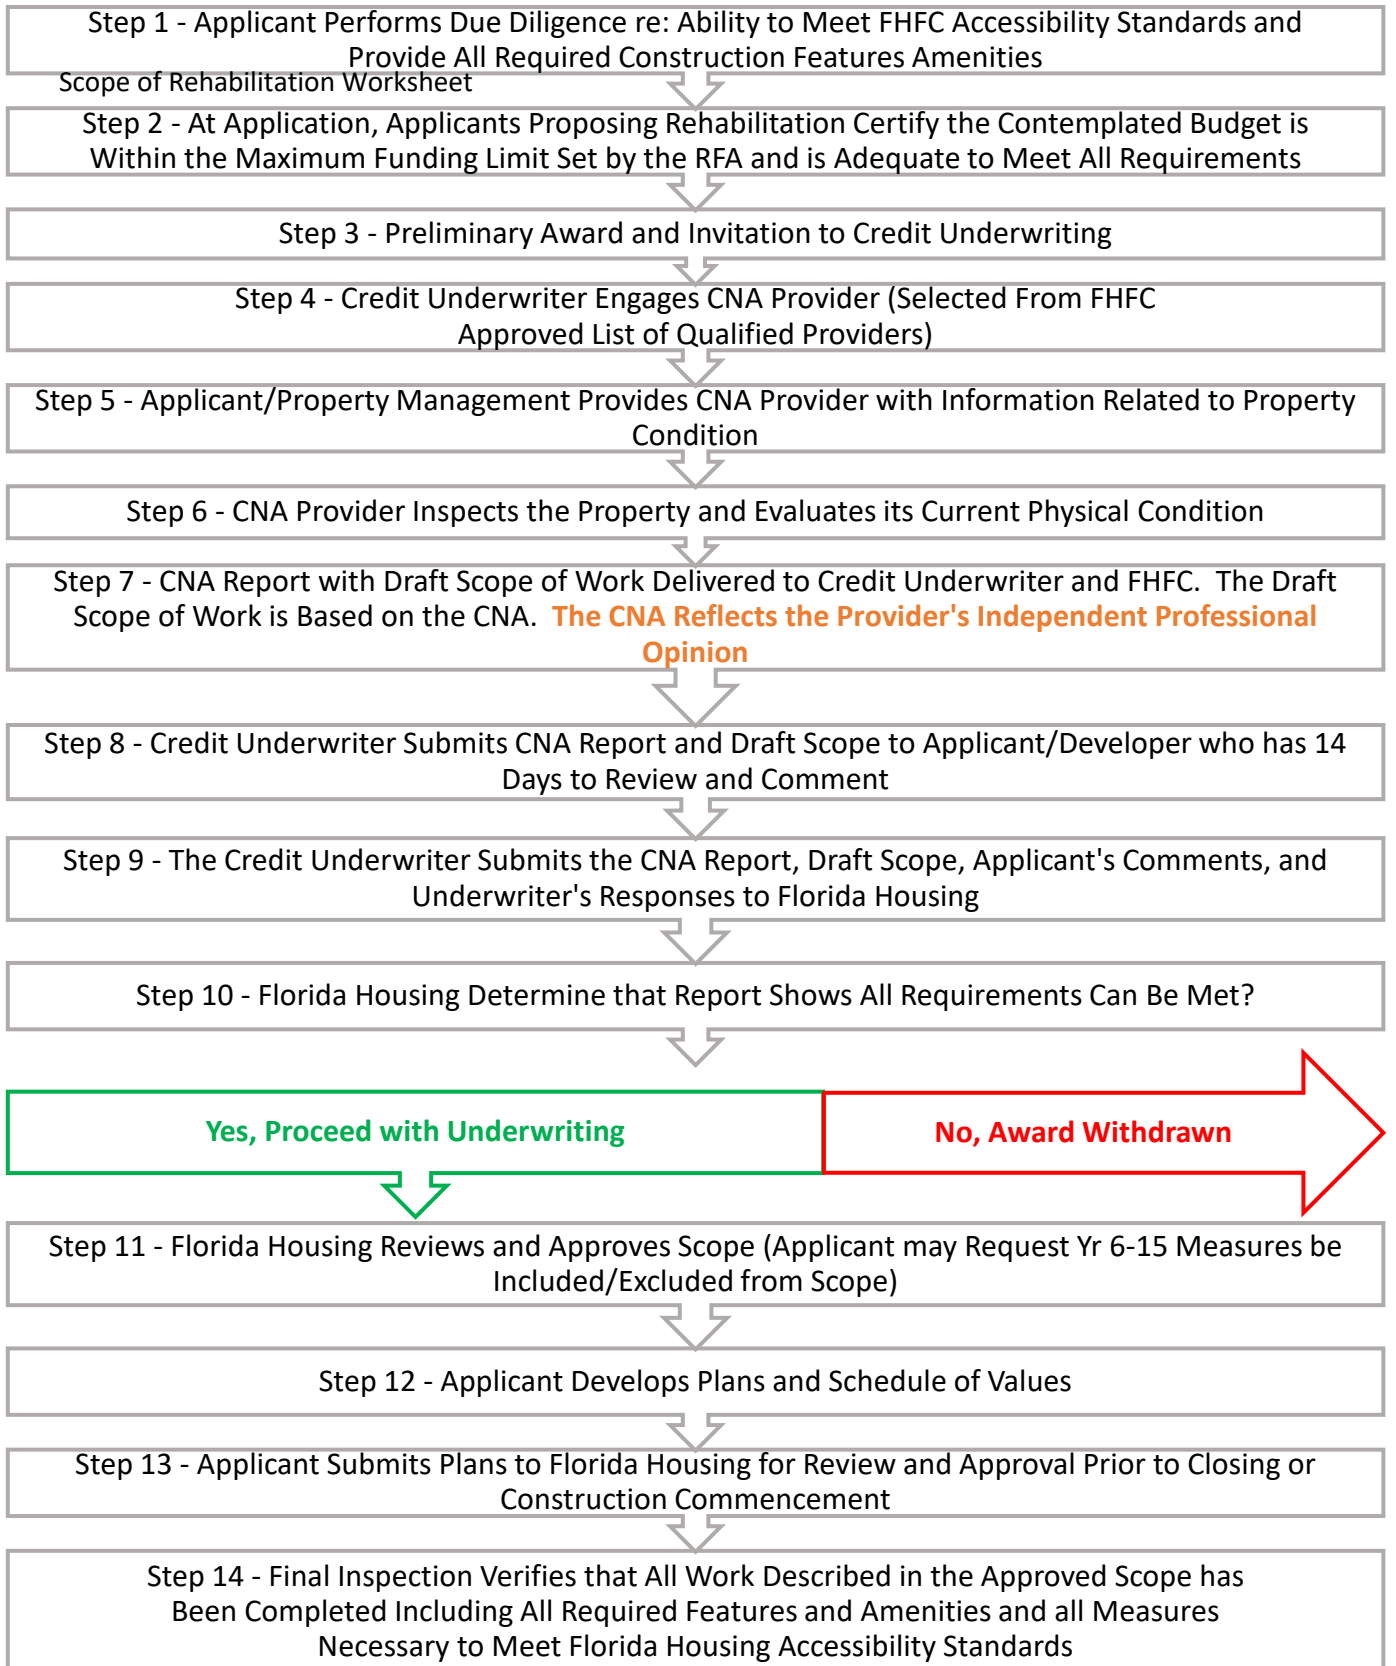 Step 1 - Applicant Performs Due Diligence re: Ability to Meet FHFC Accessibility Standards and
Provide All Required Construction Features Amenities
Scope of Rehabilitation Worksheet
Step 2 - At Application, Applicants Proposing Rehabilitation Certify the Contemplated Budget is
Within the Maximum Funding Limit Set by the RFA and is Adequate to Meet All Requirements
Step 3 - Preliminary Award and Invitation to Credit Underwriting
Step 4 - Credit Underwriter Engages CNA Provider (Selected From FHFC
Approved List of Qualified Providers)
Step 5 - Applicant/Property Management Provides CNA Provider with Information Related to Property
Condition
Step 6 - CNA Provider Inspects the Property and Evaluates its Current Physical Condition
Step 7 - CNA Report with Draft Scope of Work Delivered to Credit Underwriter and FHFC.  The Draft
Scope of Work is Based on the CNA.  The CNA Reflects the Provider's Independent Professional
Opinion
Step 8 - Credit Underwriter Submits CNA Report and Draft Scope to Applicant/Developer who has 14
Days to Review and Comment
Step 9 - The Credit Underwriter Submits the CNA Report, Draft Scope, Applicant's Comments, and
Underwriter's Responses to Florida Housing
Step 10 - Florida Housing Determine that Report Shows All Requirements Can Be Met?
Yes, Proceed with Underwriting
No, Award Withdrawn
Step 11 - Florida Housing Reviews and Approves Scope (Applicant may Request Yr 6-15 Measures be
Included/Excluded from Scope)
Step 12 - Applicant Develops Plans and Schedule of Values
Step 13 - Applicant Submits Plans to Florida Housing for Review and Approval Prior to Closing or
Construction Commencement
Step 14 - Final Inspection Verifies that All Work Described in the Approved Scope has
Been Completed Including All Required Features and Amenities and all Measures
Necessary to Meet Florida Housing Accessibility Standards